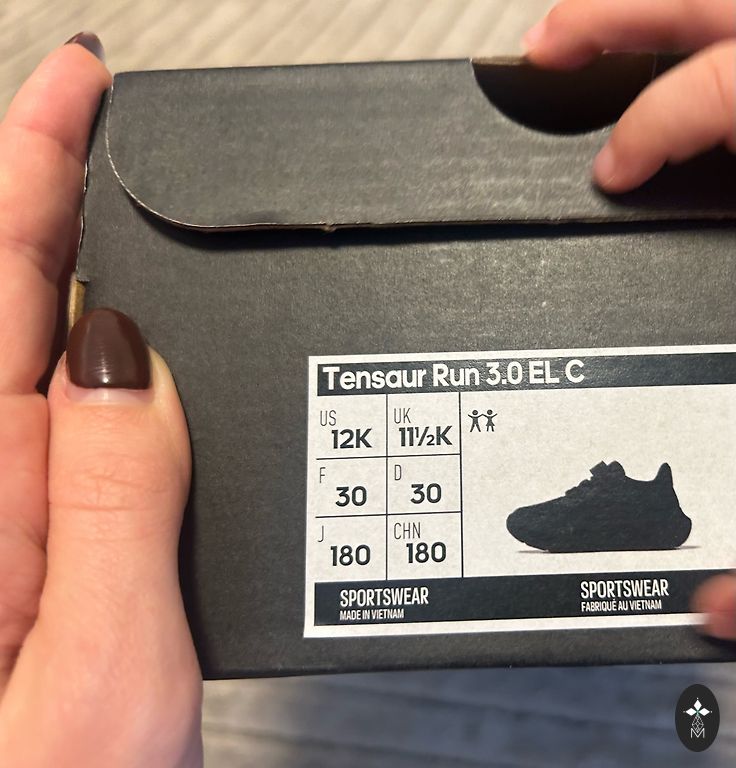 Tensaur Run 3.0 EL C
US 12K UK 11½K
F 30 D 30
J 180 CHN 180
SPORTSWEAR SPORTSWEAR
MADE IN VIETNAM FABRIQUÉ AU VIETNAM
M